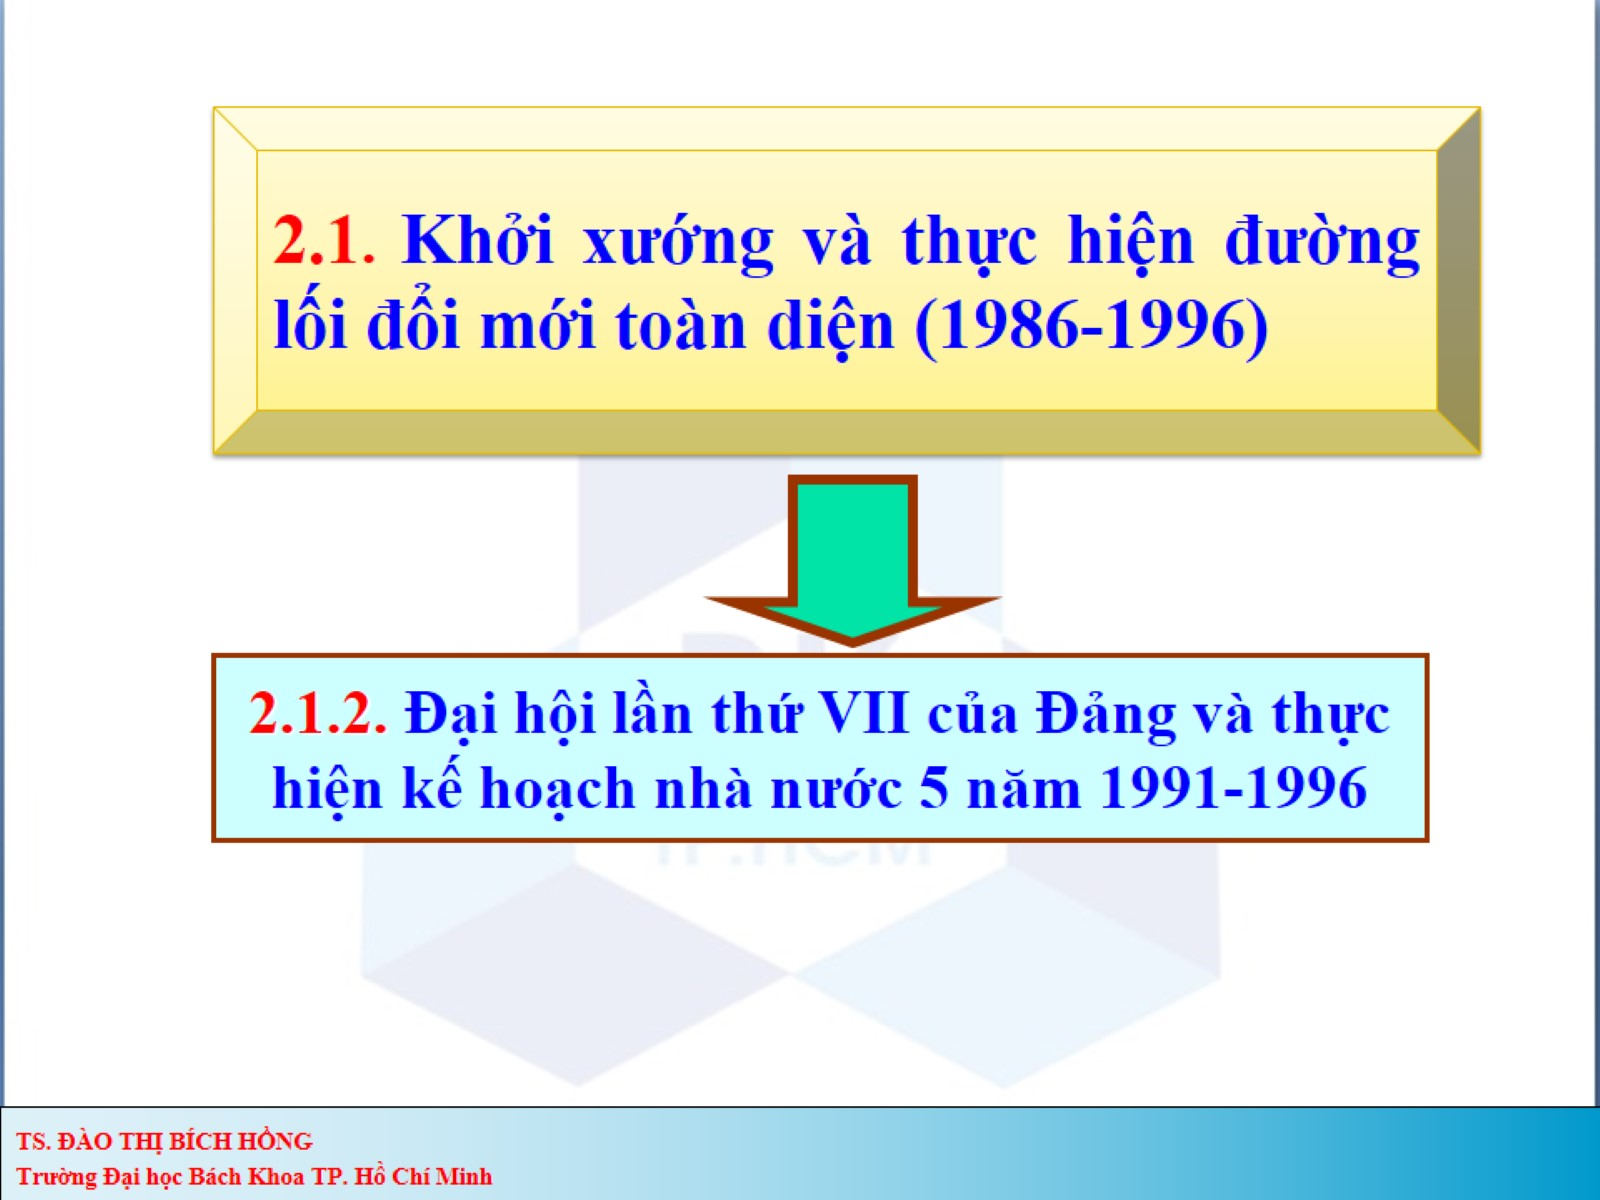 2.1. Khởi xướng và thực hiện đường
lối đổi mới toàn diện (1986-1996)
2.1.2. Đại hội lần thứ VII của Đảng và thực
hiện kế hoạch nhà nước 5 năm 1991-1996
TP.HCM
TS. ĐÀO THỊ BÍCH HỒNG
Trường Đại học Bách Khoa TP. Hồ Chí Minh